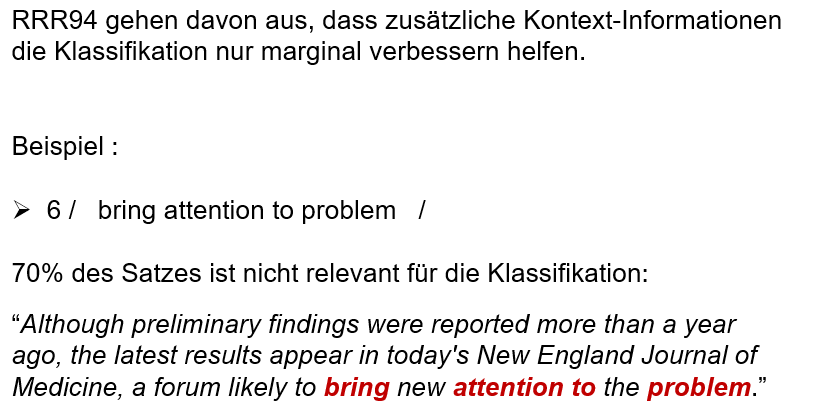 RRR94 gehen davon aus, dass zusätzliche Kontext-Informationen
die Klassifikation nur marginal verbessern helfen.
Beispiel :
➢ 6 / bring attention to problem /
70% des Satzes ist nicht relevant für die Klassifikation:
“Although preliminary findings were reported more than a year
ago, the latest results appear in today's New England Journal of
Medicine, a forum likely to bring new attention to the problem.”